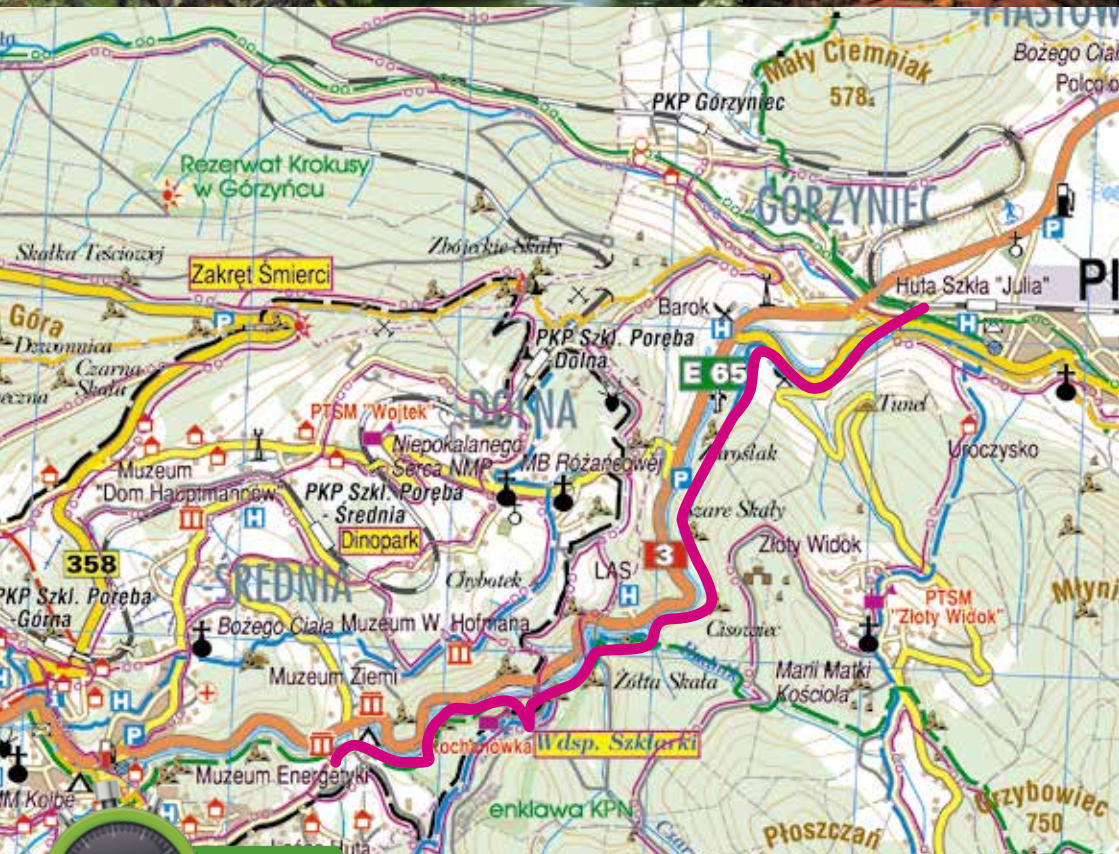 Mały Ciemniak
578
Bożego Ciał
PKP Górzyniec
Rezerwat Krokusy
w Górzyńcu
GÓRZYNIEC
P
Skałka Teściowej
Zbójeckie Skały
Zakręt Śmierci
Huta Szkła "Julia"
PI
Góra
P
Barok
H
H
Dzwonnica
PKP Szkl. Poręba
-Dolna
Czarna
Skała
E 65
DOLNA
Tunel
PTSM "Wojtek"
Niepokalanego
Serca NMP
MB Różańcowej
Uroczysko
Muzeum
"Dom Hauptmannów"
PKP Szkl. Poręba
- Średnia
P
H
Dinopark
Złoty Widok
358
3
LAS
-ŚREDNIA
Chybotek
H
PKP Szkl. Poręba
-Górna
PTSM
"Złoty Widok"
Młyn
Bożego Ciała
Muzeum W. Hofmana
Cisowiec
Muzeum Ziemi
Żółta Skała
Marii Matki
Kościoła
H
P
Wdsp. Szklarki
Muzeum Energetyki
Kolbe
enklawa KPN
Grzybowiec
750
H
Płoszczań